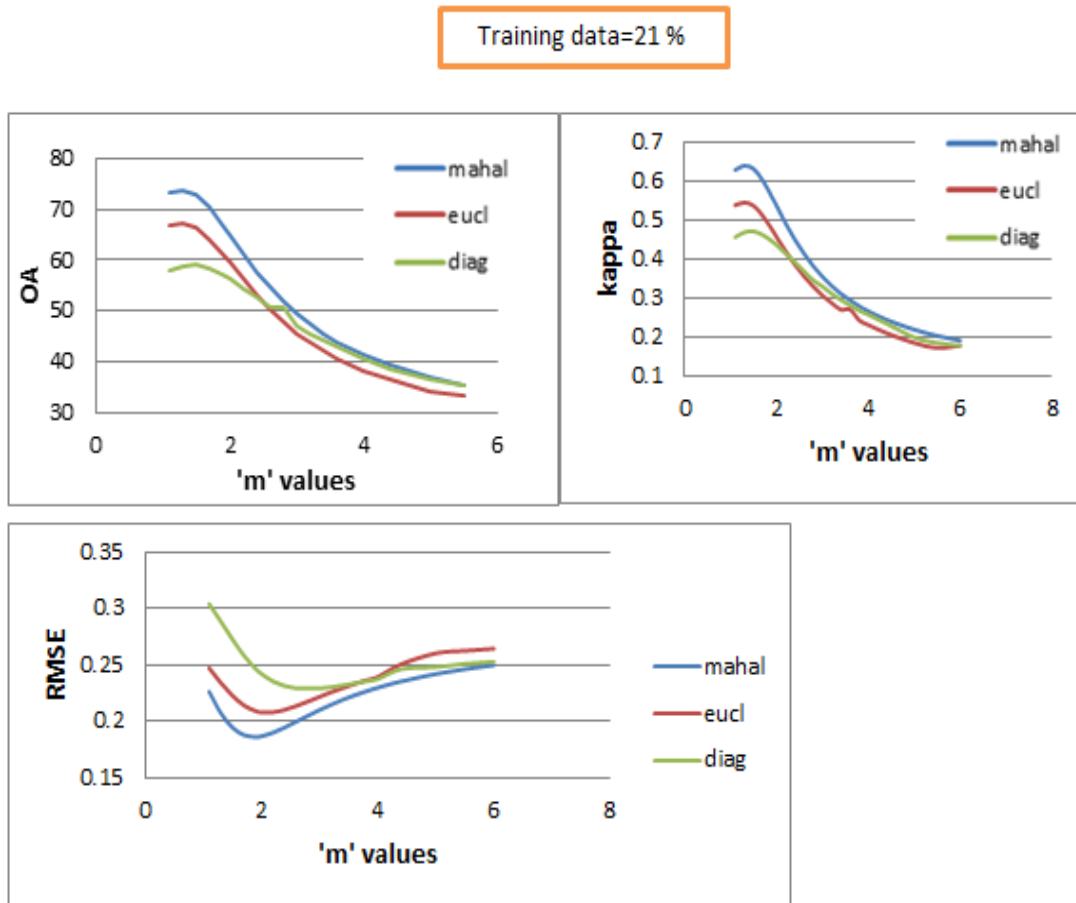 Training data=21 %
80
70
60
50
40
30
0
2
4
6
OA
'm' values
mahal
eucl
diag
0.7
0.6
0.5
0.4
0.3
0.2
0.1
0
2
4
6
8
kappa
'm' values
mahal
eucl
diag
0.35
0.3
0.25
0.2
0.15
0
2
4
6
8
RMSE
'm' values
mahal
eucl
diag